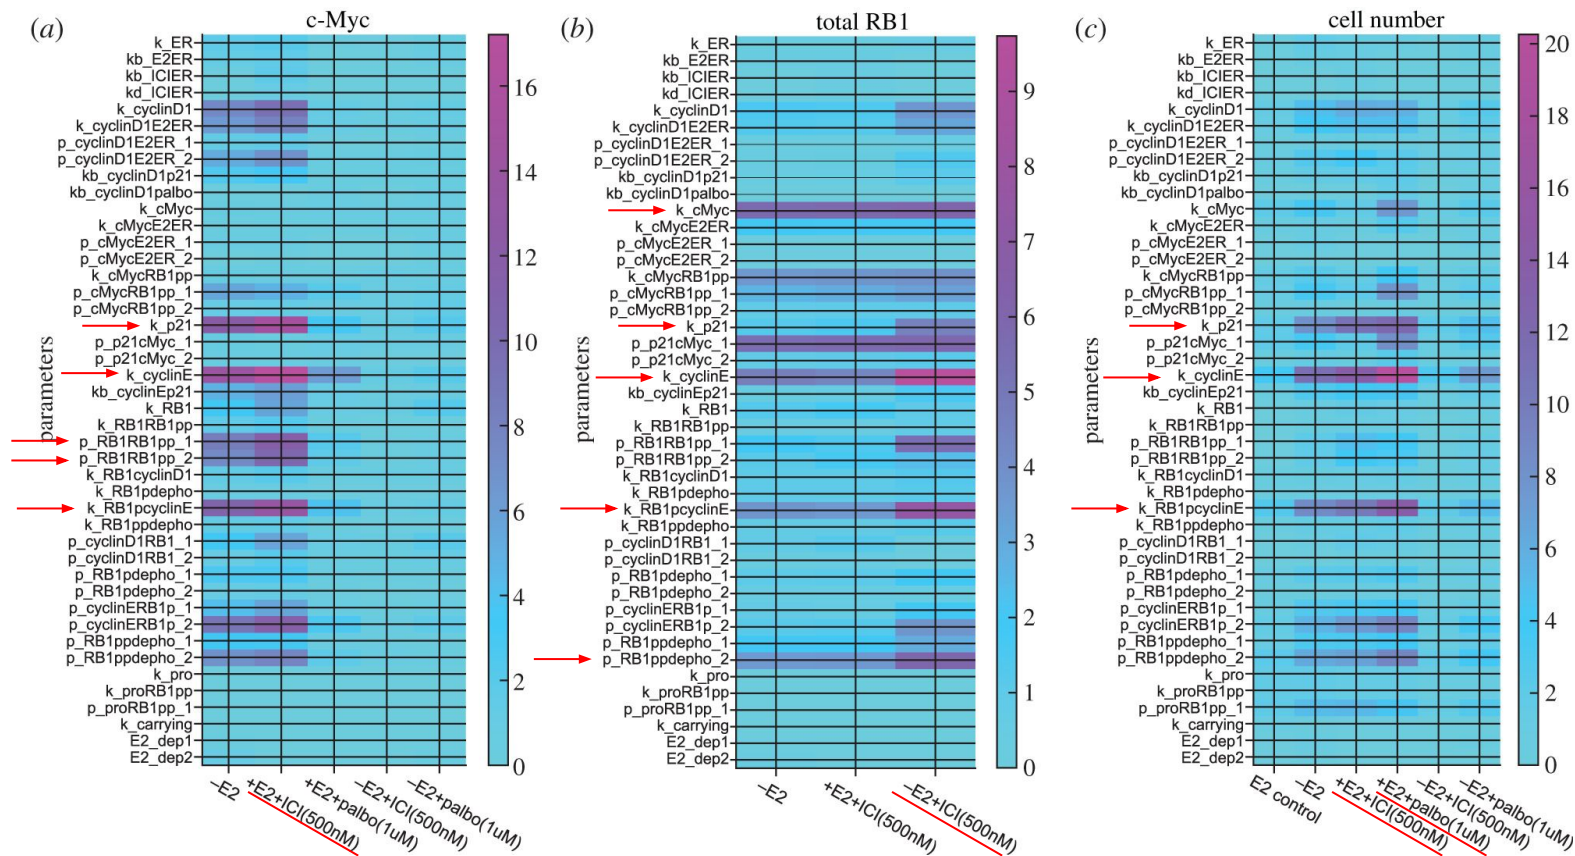 (a)
c-Myc
k_ER
kb_E2ER
kb_ICIER
kd_ICIER
k_cyclinD1
k_cyclinD1E2ER
p_cyclinD1E2ER_1
p_cyclinD1E2ER_2
kb_cyclinD1p21
kb_cyclinD1palbo
k_cMyc
k_cMycE2ER
p_cMycE2ER_1
p_cMycE2ER_2
k_cMycRB1pp
p_cMycRB1pp_1
p_cMycRB1pp_2
k_p21
p_p21cMyc_1
p_p21cMyc_2
k_cyclinE
kb_cyclinEp21
k_RB1
k_RB1RB1pp
p_RB1RB1pp_1
p_RB1RB1pp_2
k_RB1cyclinD1
k_RB1pdepho
k_RB1pcyclinE
k_RB1ppdepho
p_cyclinD1RB1_1
p_cyclinD1RB1_2
p_RB1pdepho_1
p_RB1pdepho_2
p_cyclinERB1p_1
p_cyclinERB1p_2
p_RB1ppdepho_1
p_RB1ppdepho_2
k_pro
k_proRB1pp
p_proRB1pp_1
k_carrying
E2_dep1
E2_dep2
parameters
–E2
+E2+ICI(500nM)
+E2+palbo(1uM)
–E2+ICI(500nM)
–E2+palbo(1uM)
16
14
12
10
8
6
4
2
0
(b)
total RB1
k_ER
kb_E2ER
kb_ICIER
kd_ICIER
k_cyclinD1
k_cyclinD1E2ER
p_cyclinD1E2ER_1
p_cyclinD1E2ER_2
kb_cyclinD1p21
kb_cyclinD1palbo
k_cMyc
k_cMycE2ER
p_cMycE2ER_1
p_cMycE2ER_2
k_cMycRB1pp
p_cMycRB1pp_1
p_cMycRB1pp_2
k_p21
p_p21cMyc_1
p_p21cMyc_2
k_cyclinE
kb_cyclinEp21
k_RB1
k_RB1RB1pp
p_RB1RB1pp_1
p_RB1RB1pp_2
k_RB1cyclinD1
k_RB1pdepho
k_RB1pcyclinE
k_RB1ppdepho
p_cyclinD1RB1_1
p_cyclinD1RB1_2
p_RB1pdepho_1
p_RB1pdepho_2
p_cyclinERB1p_1
p_cyclinERB1p_2
p_RB1ppdepho_1
p_RB1ppdepho_2
k_pro
k_proRB1pp
p_proRB1pp_1
k_carrying
E2_dep1
E2_dep2
parameters
–E2
+E2+ICI(500nM)
–E2+ICI(500nM)
9
8
7
6
5
4
3
2
1
0
(c)
cell number
k_ER
kb_E2ER
kb_ICIER
kd_ICIER
k_cyclinD1
k_cyclinD1E2ER
p_cyclinD1E2ER_1
p_cyclinD1E2ER_2
kb_cyclinD1p21
kb_cyclinD1palbo
k_cMyc
k_cMycE2ER
p_cMycE2ER_1
p_cMycE2ER_2
k_cMycRB1pp
p_cMycRB1pp_1
p_cMycRB1pp_2
k_p21
p_p21cMyc_1
p_p21cMyc_2
k_cyclinE
kb_cyclinEp21
k_RB1
k_RB1RB1pp
p_RB1RB1pp_1
p_RB1RB1pp_2
k_RB1cyclinD1
k_RB1pdepho
k_RB1pcyclinE
k_RB1ppdepho
p_cyclinD1RB1_1
p_cyclinD1RB1_2
p_RB1pdepho_1
p_RB1pdepho_2
p_cyclinERB1p_1
p_cyclinERB1p_2
p_RB1ppdepho_1
p_RB1ppdepho_2
k_pro
k_proRB1pp
p_proRB1pp_1
k_carrying
E2_dep1
E2_dep2
parameters
E2 control
–E2
+E2+ICI(500nM)
+E2+palbo(1uM)
–E2+ICI(500nM)
–E2+palbo(1uM)
20
18
16
14
12
10
8
6
4
2
0